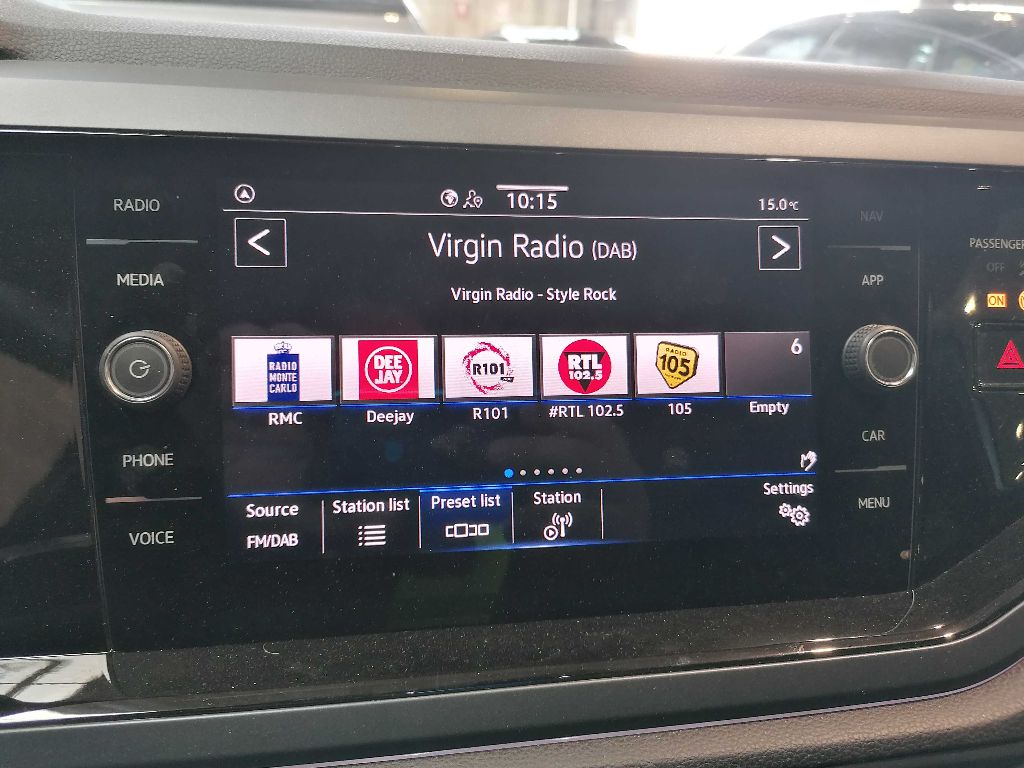 RADIO
MEDIA
PHONE
VOICE
10:15
15.0°C
Virgin Radio (DAB)
Virgin Radio - Style Rock
RADIO
MONTE
CARLO
DEE
JAY
R101
RTL
102.5
RADIO
105
6
RMC
Deejay
R101
#RTL 102.5
105
Empty
Source
FM/DAB
Station list
Preset list
Station
Settings
NAV
APP
CAR
MENU
PASSENGER
OFF
ON